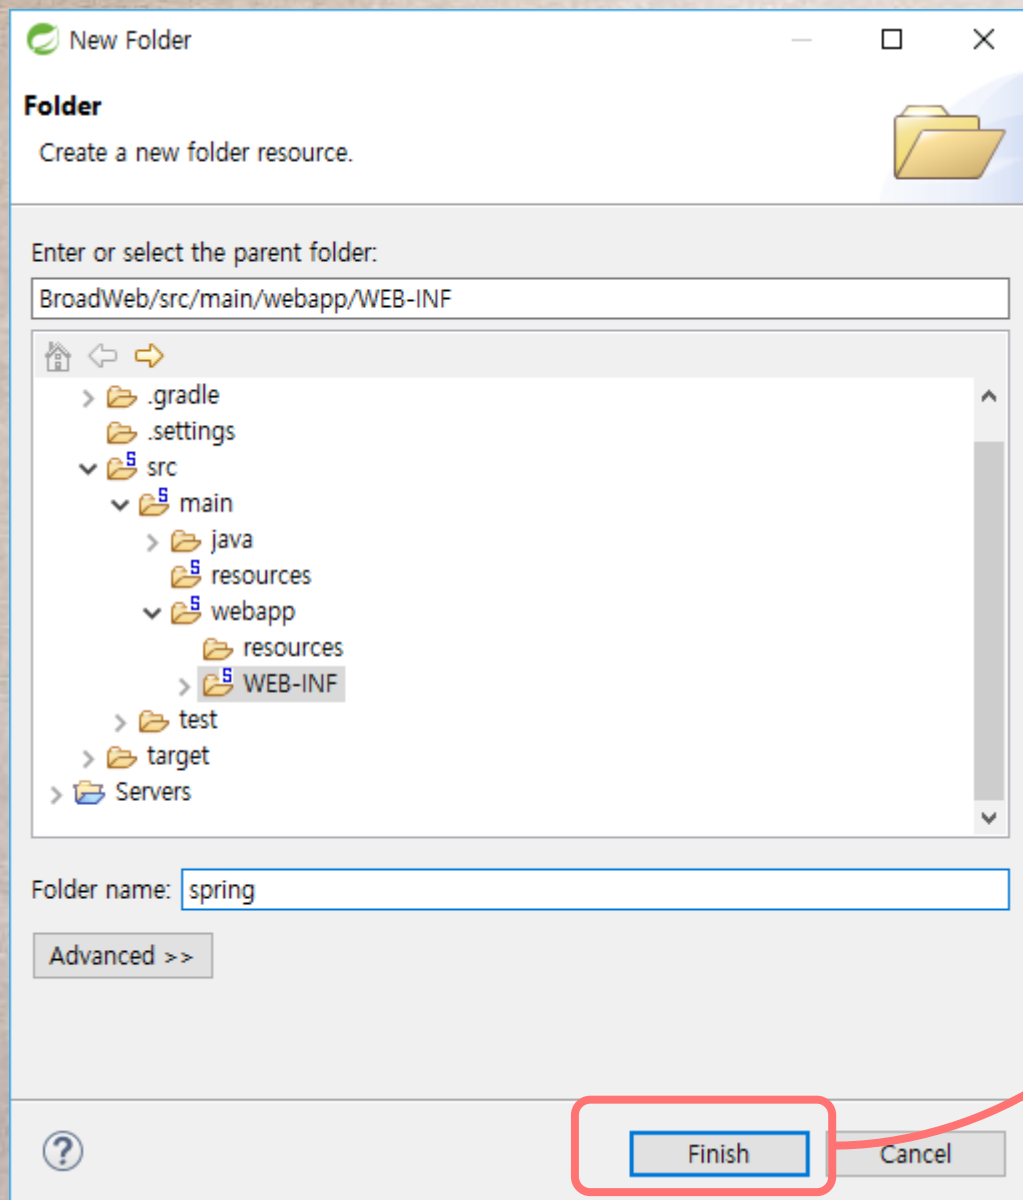 New Folder
Folder
Create a new folder resource.
Enter or select the parent folder:
BroadWeb/src/main/webapp/WEB-INF
.gradle
.settings
src
main
java
resources
webapp
resources
WEB-INF
test
target
Servers
Folder name: spring
Advanced >>
Finish Cancel